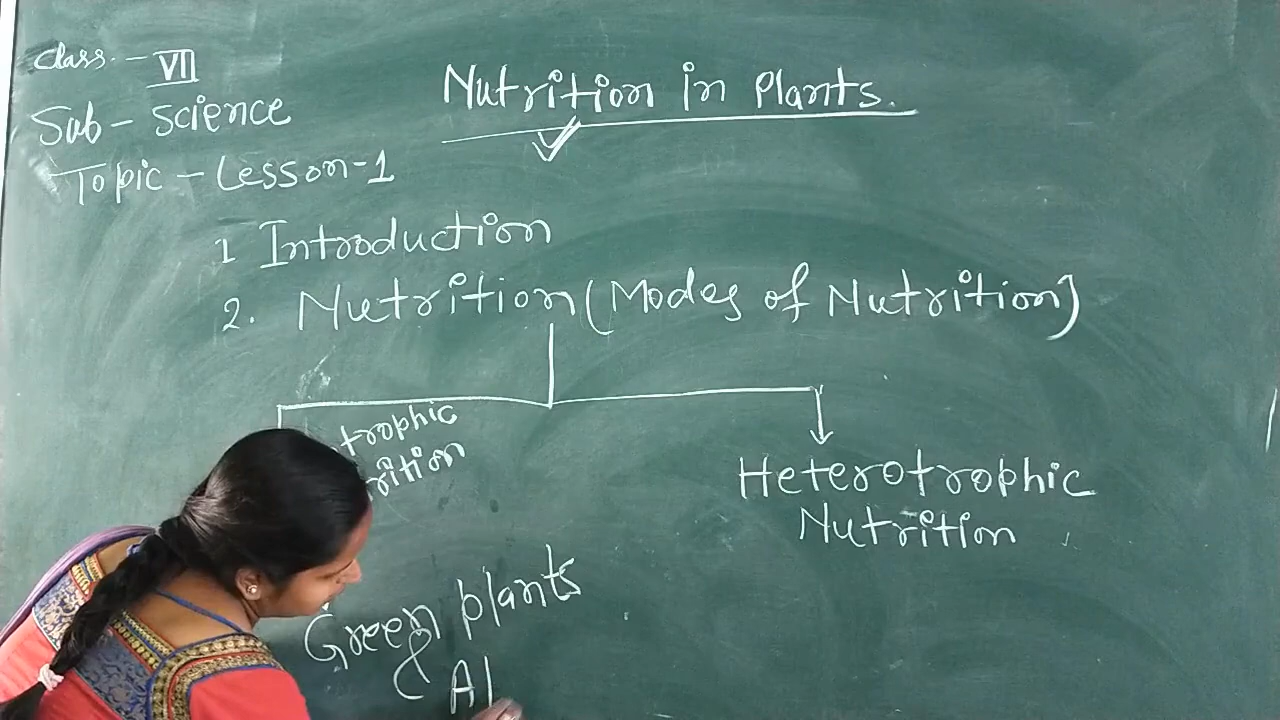 Class. - VII
Sub - Science
Topic - Lesson-1
Nutrition in Plants.
1 Introduction
2. Nutrition (Modes of Nutrition)
trophic
rition
Heterotrophic
Nutrition
Green plants
&
Al